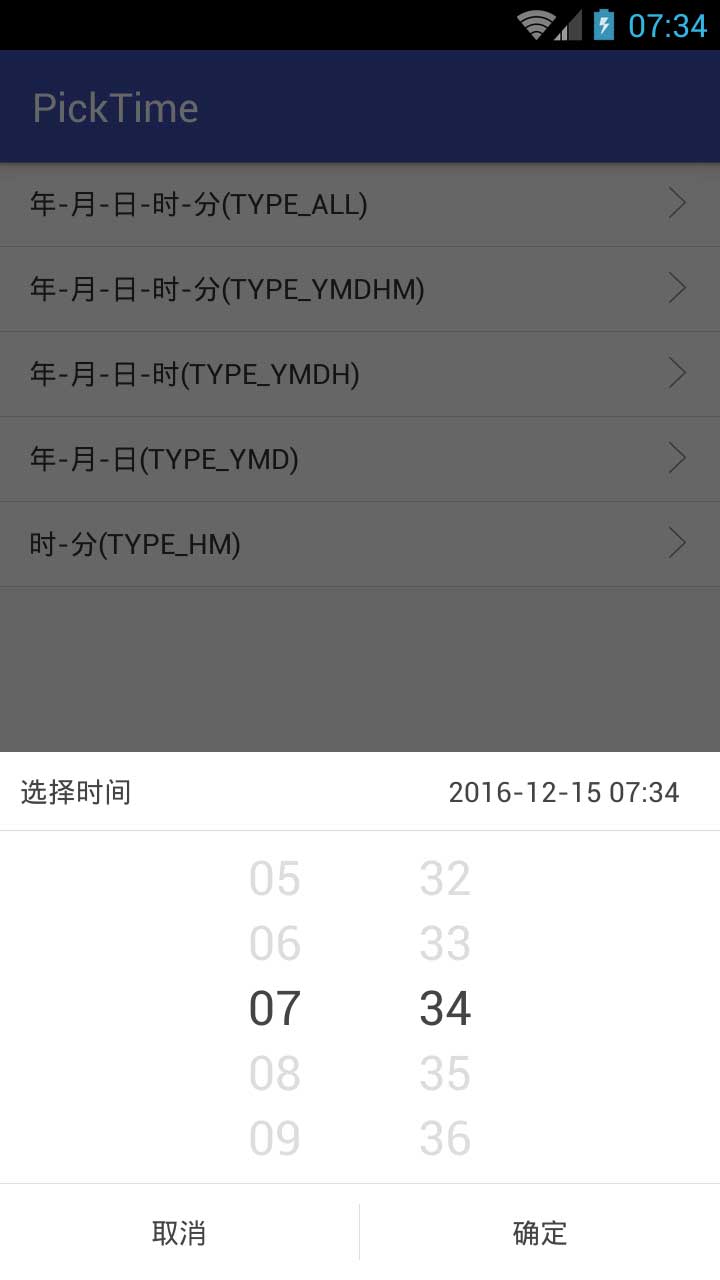 07:34
PickTime
年-月-日-时-分(TYPE_ALL)
年-月-日-时-分(TYPE_YMDHM)
年-月-日-时(TYPE_YMDH)
年-月-日(TYPE_YMD)
时-分(TYPE_HM)
选择时间 2016-12-15 07:34
05 32
06 33
07 34
08 35
09 36
取消 确定